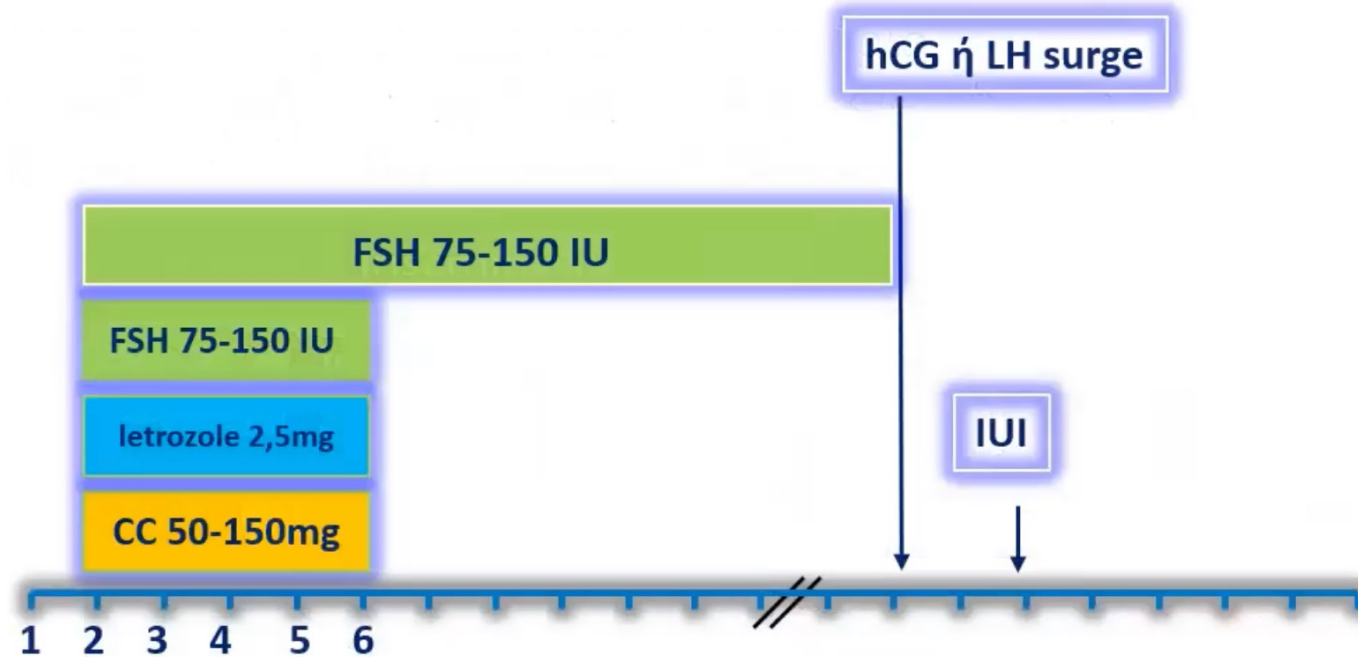 hCG ή LH surge
FSH 75-150 IU
FSH 75-150 IU
letrozole 2,5mg
IUI
CC 50-150mg
1 2 3 4 5 6